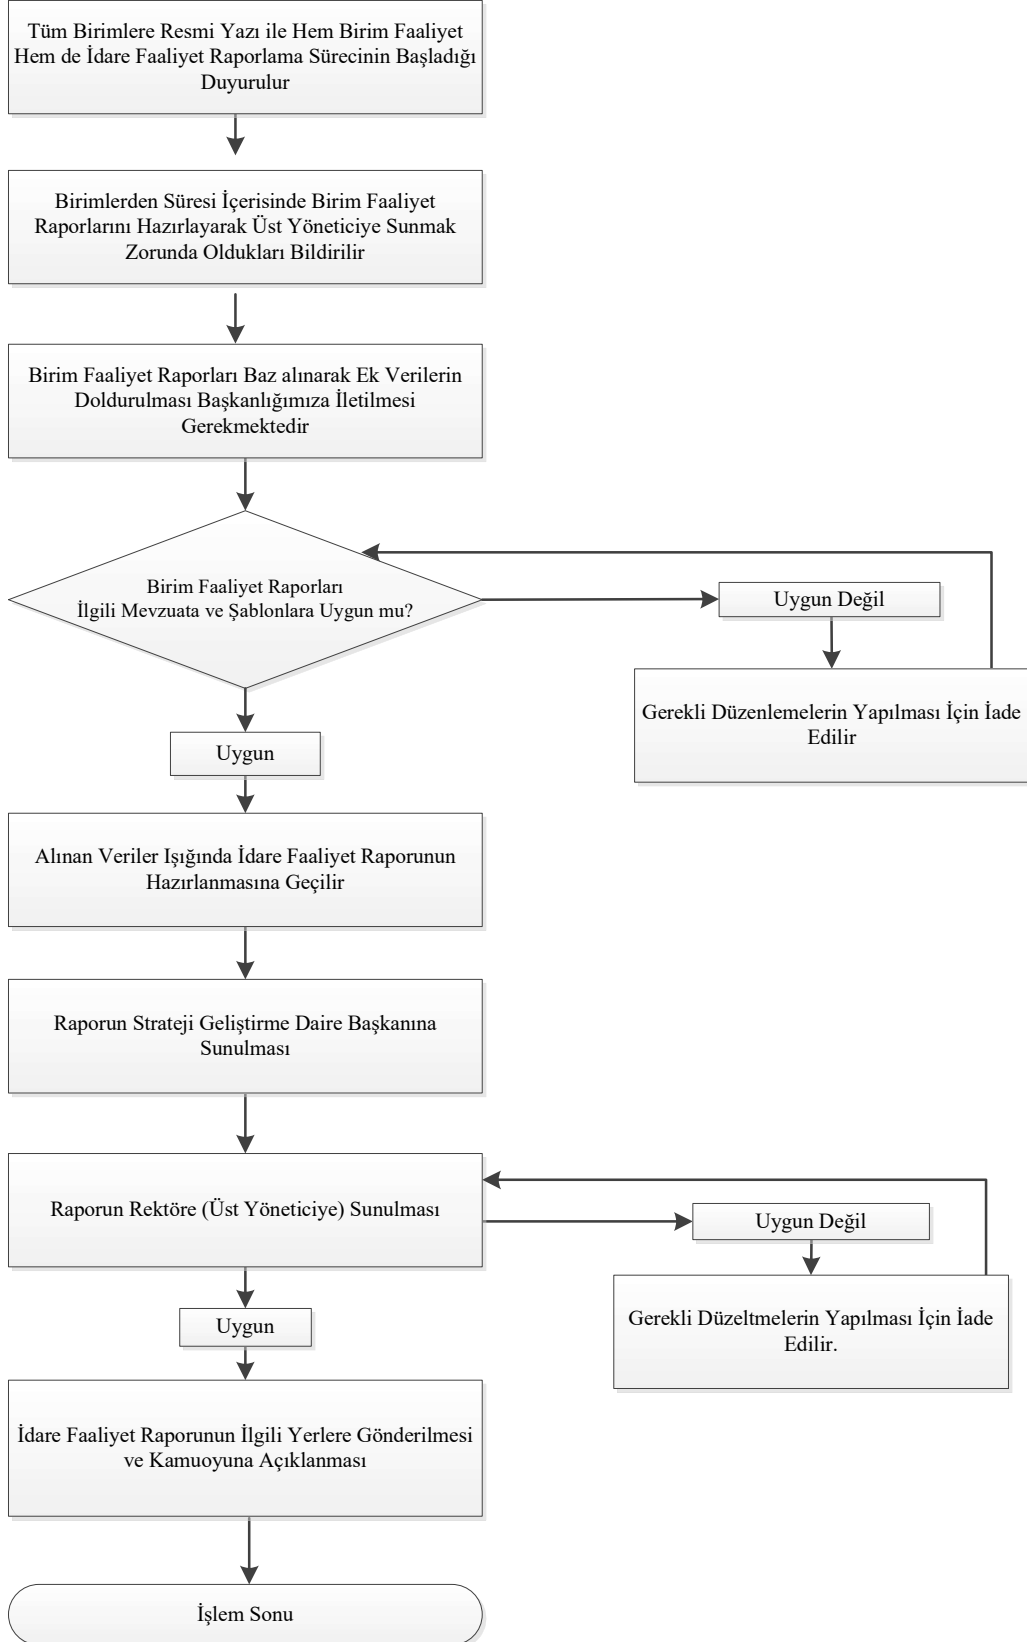 Tüm Birimlere Resmi Yazı ile Hem Birim Faaliyet
Hem de İdare Faaliyet Raporlama Sürecinin Başladığı
Duyurulur
Birimlerden Süresi İçerisinde Birim Faaliyet
Raporlarını Hazırlayarak Üst Yöneticiye Sunmak
Zorunda Oldukları Bildirilir
Birim Faaliyet Raporları Baz alınarak Ek Verilerin
Doldurulması Başkanlığımıza İletilmesi
Gerekmektedir
Birim Faaliyet Raporları
İlgili Mevzuata ve Şablonlara Uygun mu?
Uygun Değil
Gerekli Düzenlemelerin Yapılması İçin İade
Edilir
Uygun
Alınan Veriler Işığında İdare Faaliyet Raporunun
Hazırlanmasına Geçilir
Raporun Strateji Geliştirme Daire Başkanına
Sunulması
Raporun Rektöre (Üst Yöneticiye) Sunulması
Uygun Değil
Gerekli Düzeltmelerin Yapılması İçin İade
Edilir.
Uygun
İdare Faaliyet Raporunun İlgili Yerlere Gönderilmesi
ve Kamuoyuna Açıklanması
İşlem Sonu